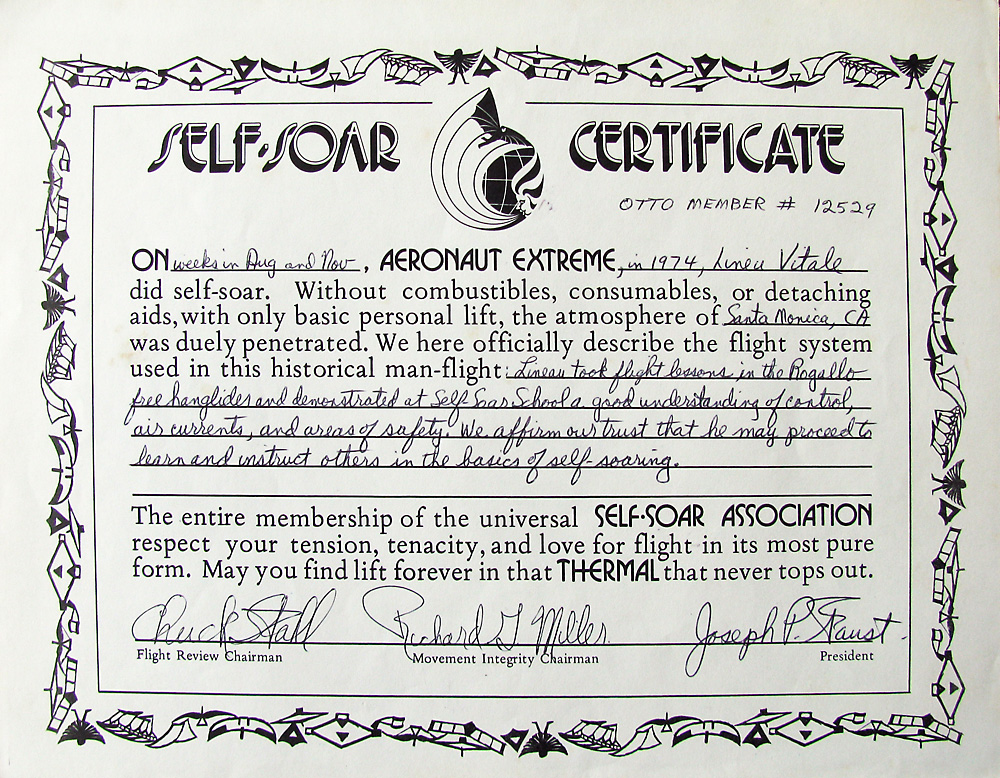 SELF-SOAR CERTIFICATE
OTTO MEMBER # 12529
ON weeks in Aug and Nov, AERONAUT EXTREME, in 1974, Lineu Vitale
did self-soar. Without combustibles, consumables, or detaching
aids, with only basic personal lift, the atmosphere of Santa Monica, CA
was duely penetrated. We here officially describe the flight system
used in this historical man-flight: Lineau took flight lessons in the Rogallo
free hanglider and demonstrated at Self-Soar School a good understanding of control,
air currents, and areas of safety. We affirm our trust that he may proceed to
learn and instruct others in the basics of self-soaring.
The entire membership of the universal SELF-SOAR ASSOCIATION
respect your tension, tenacity, and love for flight in its most pure
form. May you find lift forever in that THERMAL that never tops out.
Chuck Stahl Richard G Miller Joseph P. Faust
Flight Review Chairman Movement Integrity Chairman President